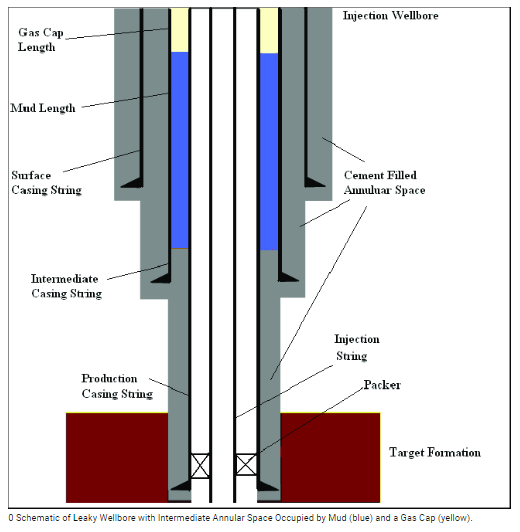 Injection Wellbore
Gas Cap
Length
Mud Length
Surface
Casing String
Cement Filled
Annuluar Space
Intermediate
Casing String
Injection
String
Production
Casing String
Packer
Target Formation
0 Schematic of Leaky Wellbore with Intermediate Annular Space Occupied by Mud (blue) and a Gas Cap (yellow).